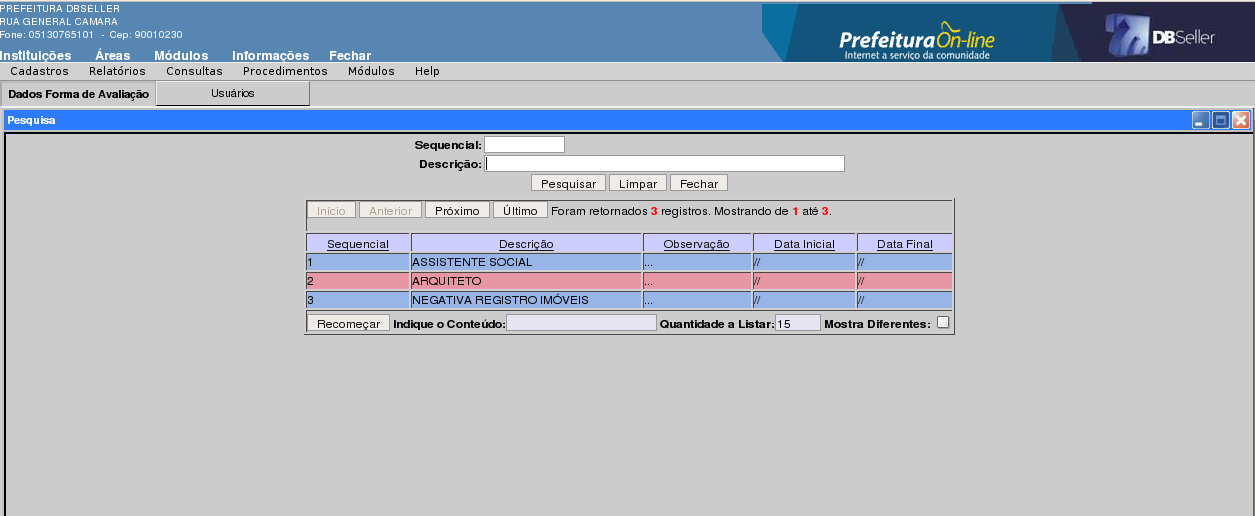 PREFEITURA DBSELLER
RUA GENERAL CAMARA
Fone: 05130765101 - Cep: 90010230
PrefeituraOn-line
Internet a serviço da comunidade
DBSeller
Instituições Áreas Módulos Informações Fechar
Cadastros Relatórios Consultas Procedimentos Módulos Help
Dados Forma de Avaliação Usuários
Pesquisa
Sequencial:
Descrição:
Pesquisar Limpar Fechar
Início Anterior Próximo Último Foram retornados 3 registros. Mostrando de 1 até 3.
Sequencial Descrição Observação Data Inicial Data Final
1 ASSISTENTE SOCIAL ... // //
2 ARQUITETO ... // //
3 NEGATIVA REGISTRO IMÓVEIS ... // //
Recomeçar Indique o Conteúdo: Quantidade a Listar: 15 Mostra Diferentes: